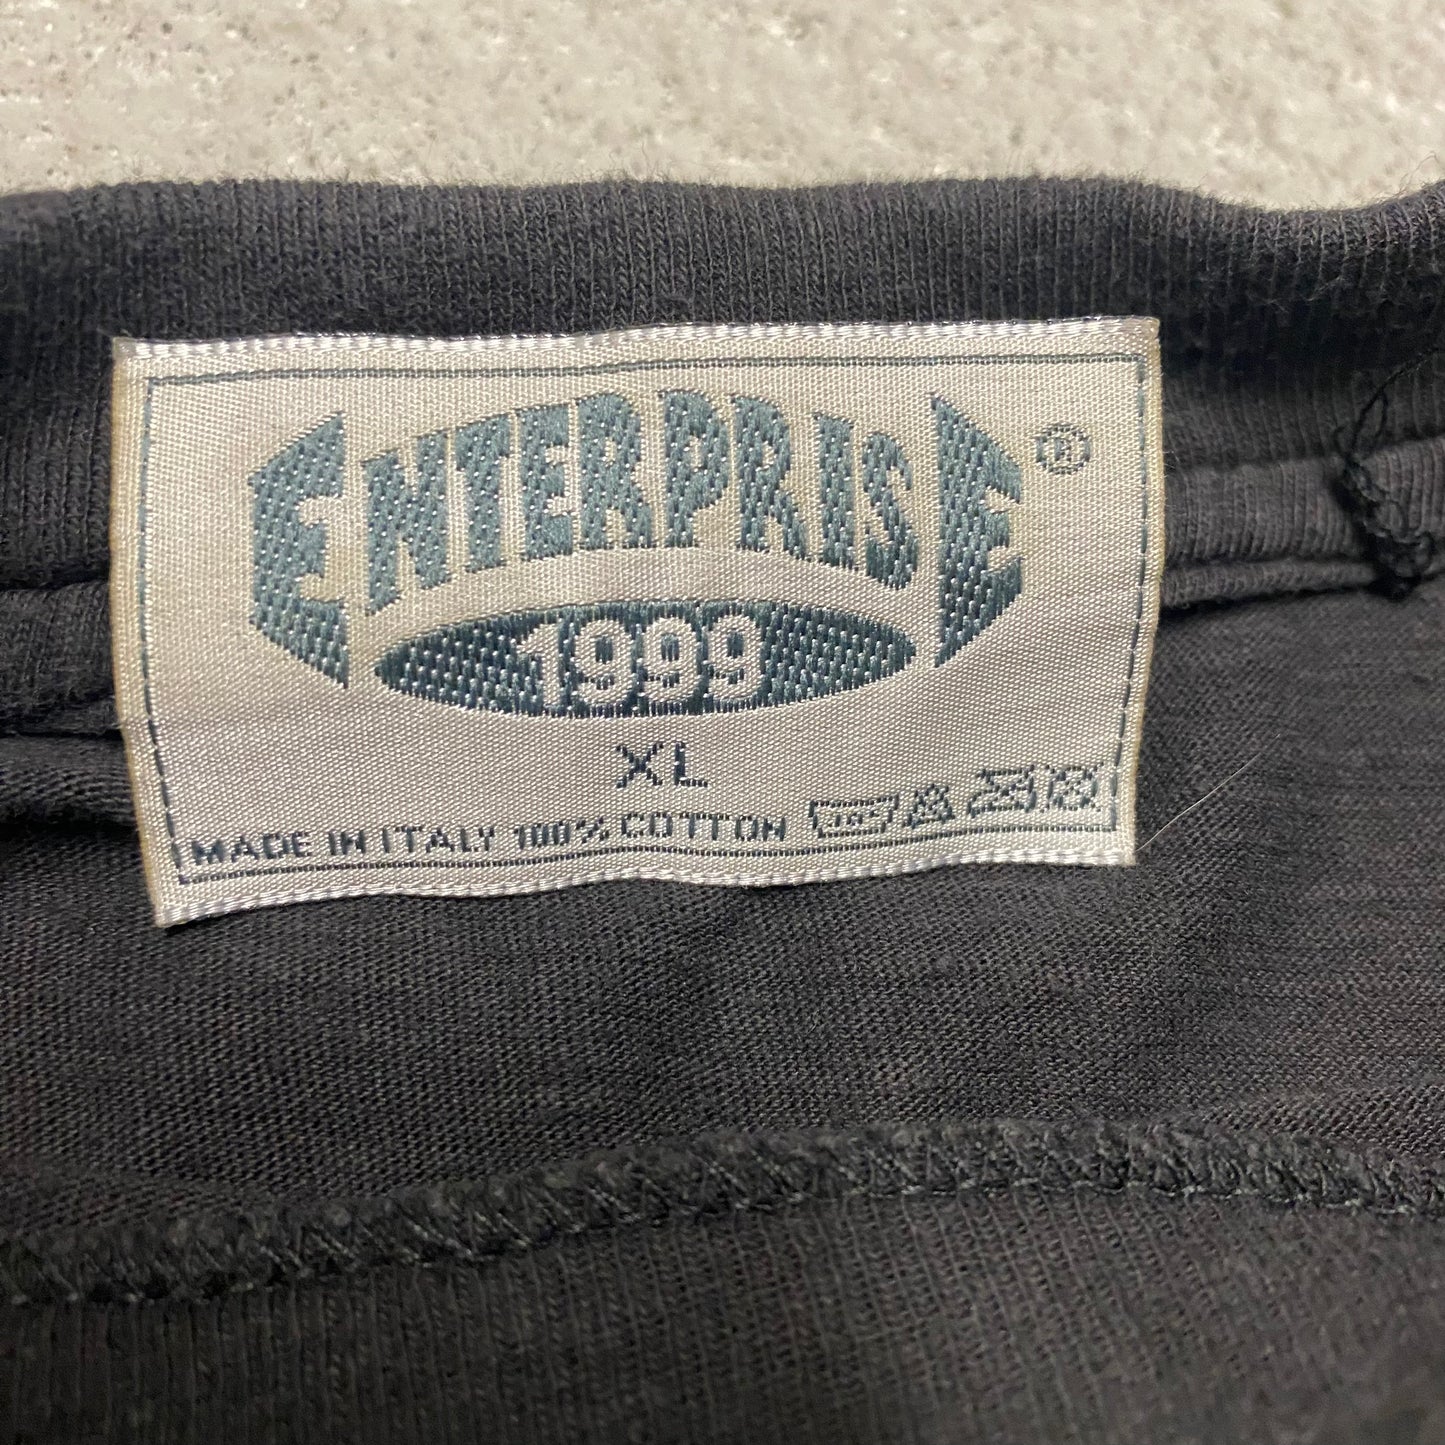 ENTERPRISE ®
1999
XL
MADE IN ITALY 100% COTTON